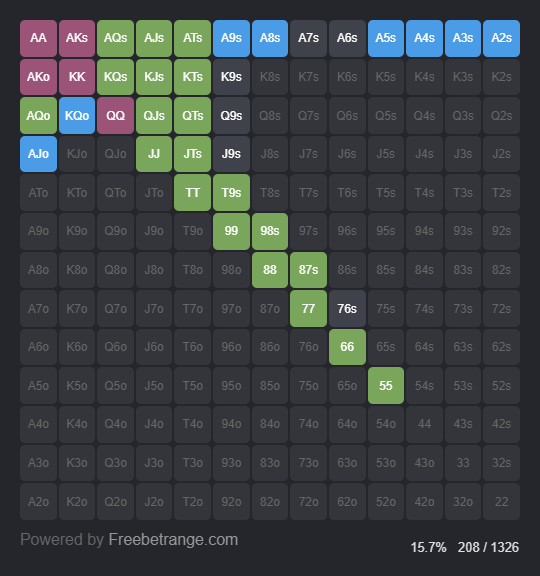 AA AKs AQs AJs ATs A9s A8s A7s A6s A5s A4s A3s A2s
AKo KK KQs KJs KTs K9s K8s K7s K6s K5s K4s K3s K2s
AQo KQo QQ QJs QTs Q9s Q8s Q7s Q6s Q5s Q4s Q3s Q2s
AJo KJo QJo JJ JTs J9s J8s J7s J6s J5s J4s J3s J2s
ATo KTo QTo JTo TT T9s T8s T7s T6s T5s T4s T3s T2s
A9o K9o Q9o J9o T9o 99 98s 97s 96s 95s 94s 93s 92s
A8o K8o Q8o J8o T8o 98o 88 87s 86s 85s 84s 83s 82s
A7o K7o Q7o J7o T7o 97o 87o 77 76s 75s 74s 73s 72s
A6o K6o Q6o J6o T6o 96o 86o 76o 66 65s 64s 63s 62s
A5o K5o Q5o J5o T5o 95o 85o 75o 65o 55 54s 53s 52s
A4o K4o Q4o J4o T4o 94o 84o 74o 64o 54o 44 43s 42s
A3o K3o Q3o J3o T3o 93o 83o 73o 63o 53o 43o 33 32s
A2o K2o Q2o J2o T2o 92o 82o 72o 62o 52o 42o 32o 22
Powered by Freebetrange.com
15.7% 208 / 1326